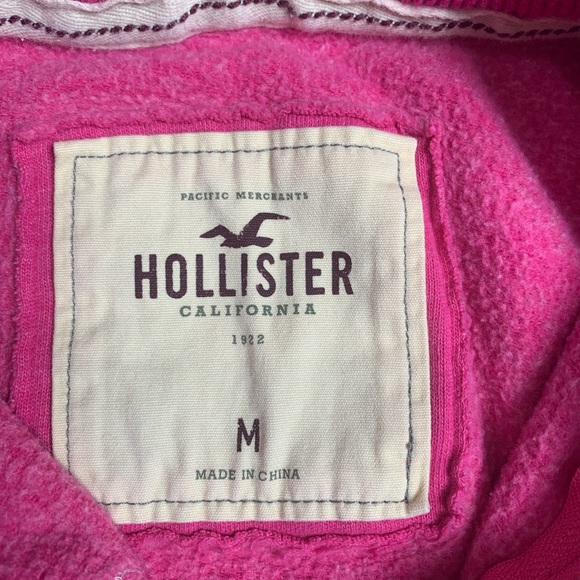 PACIFIC MERCHANTS
HOLLISTER
CALIFORNIA
1922
M
MADE IN CHINA